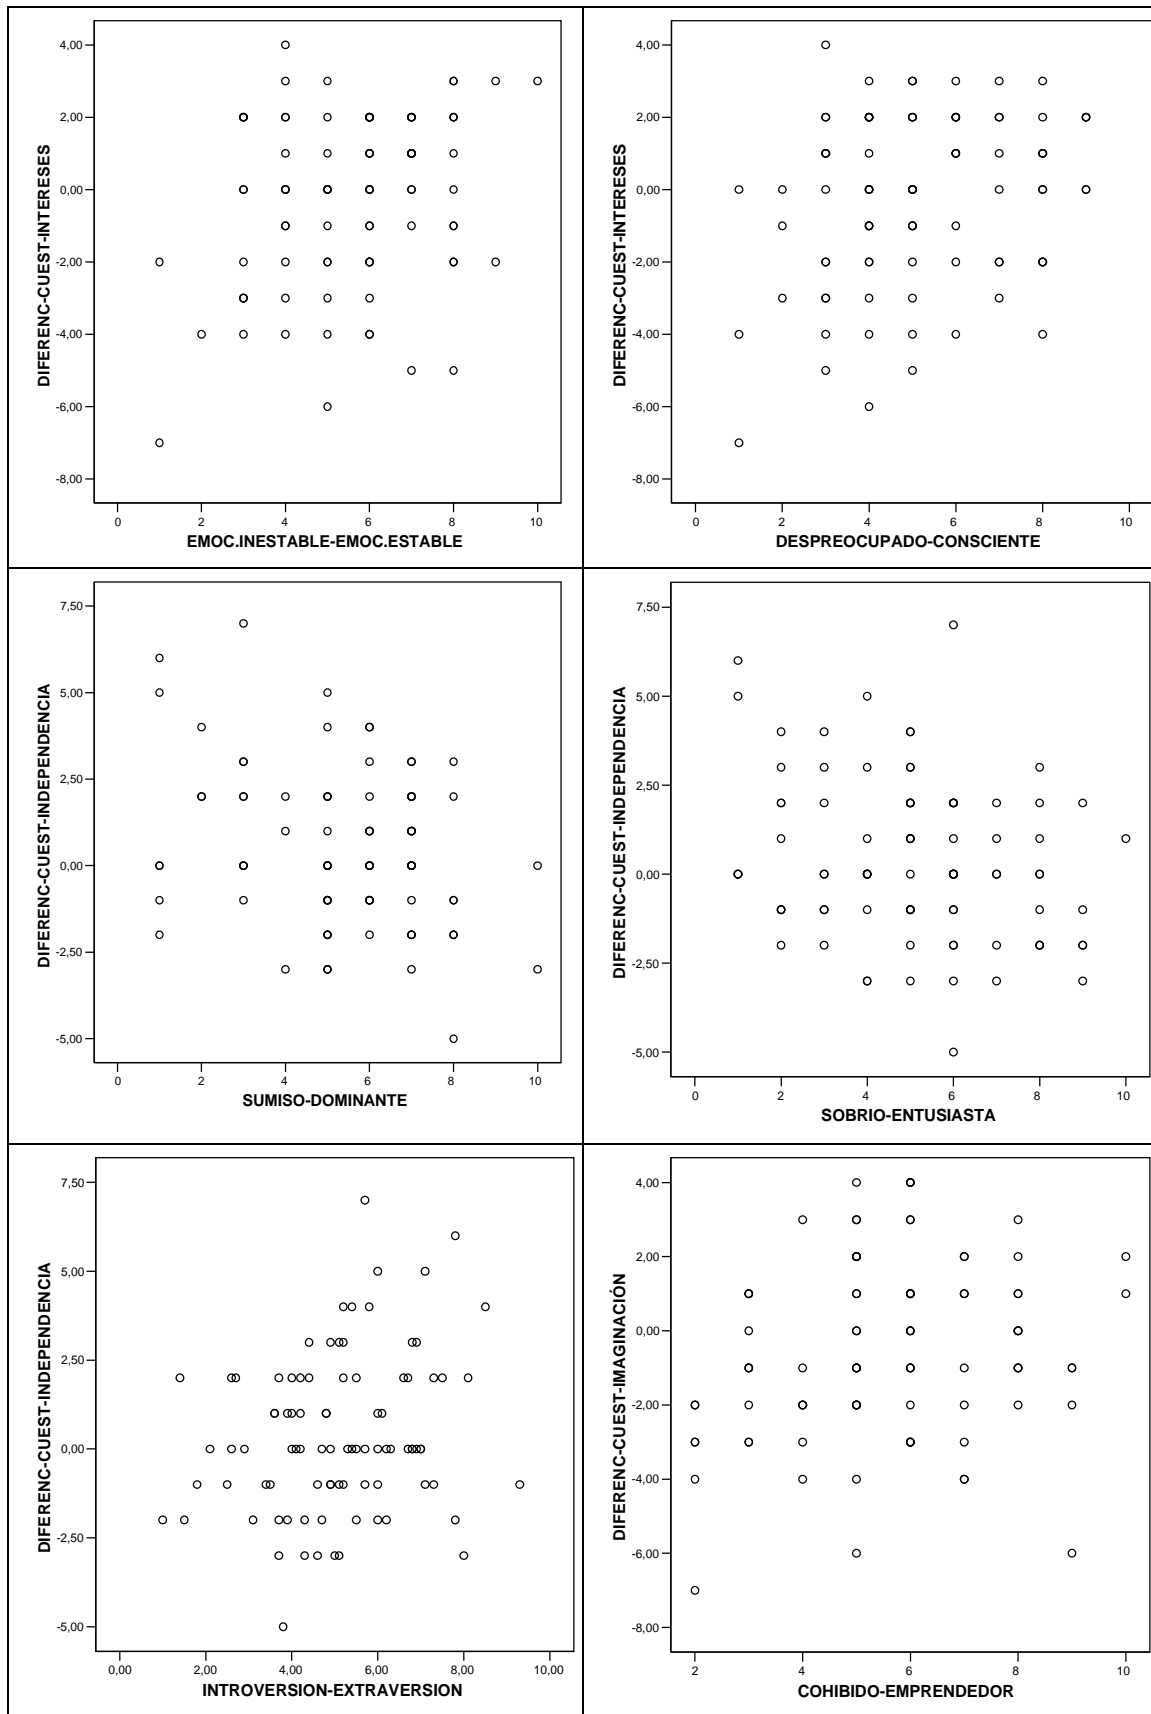 4,00
2,00
0,00
-2,00
-4,00
-6,00
-8,00
DIFERENC-CUEST-INTERESES
0 2 4 6 8 10
EMOC.INESTABLE-EMOC.ESTABLE
4,00
2,00
0,00
-2,00
-4,00
-6,00
-8,00
DIFERENC-CUEST-INTERESES
0 2 4 6 8 10
DESPREOCUPADO-CONSCIENTE
7,50
5,00
2,50
0,00
-2,50
-5,00
DIFERENC-CUEST-INDEPENDENCIA
0 2 4 6 8 10
SUMISO-DOMINANTE
7,50
5,00
2,50
0,00
-2,50
-5,00
DIFERENC-CUEST-INDEPENDENCIA
0 2 4 6 8 10
SOBRIO-ENTUSIASTA
7,50
5,00
2,50
0,00
-2,50
-5,00
DIFERENC-CUEST-INDEPENDENCIA
0,00 2,00 4,00 6,00 8,00 10,00
INTROVERSION-EXTRAVERSION
4,00
2,00
0,00
-2,00
-4,00
-6,00
-8,00
DIFERENC-CUEST-IMAGINACIÓN
2 4 6 8 10
COHIBIDO-EMPRENDEDOR